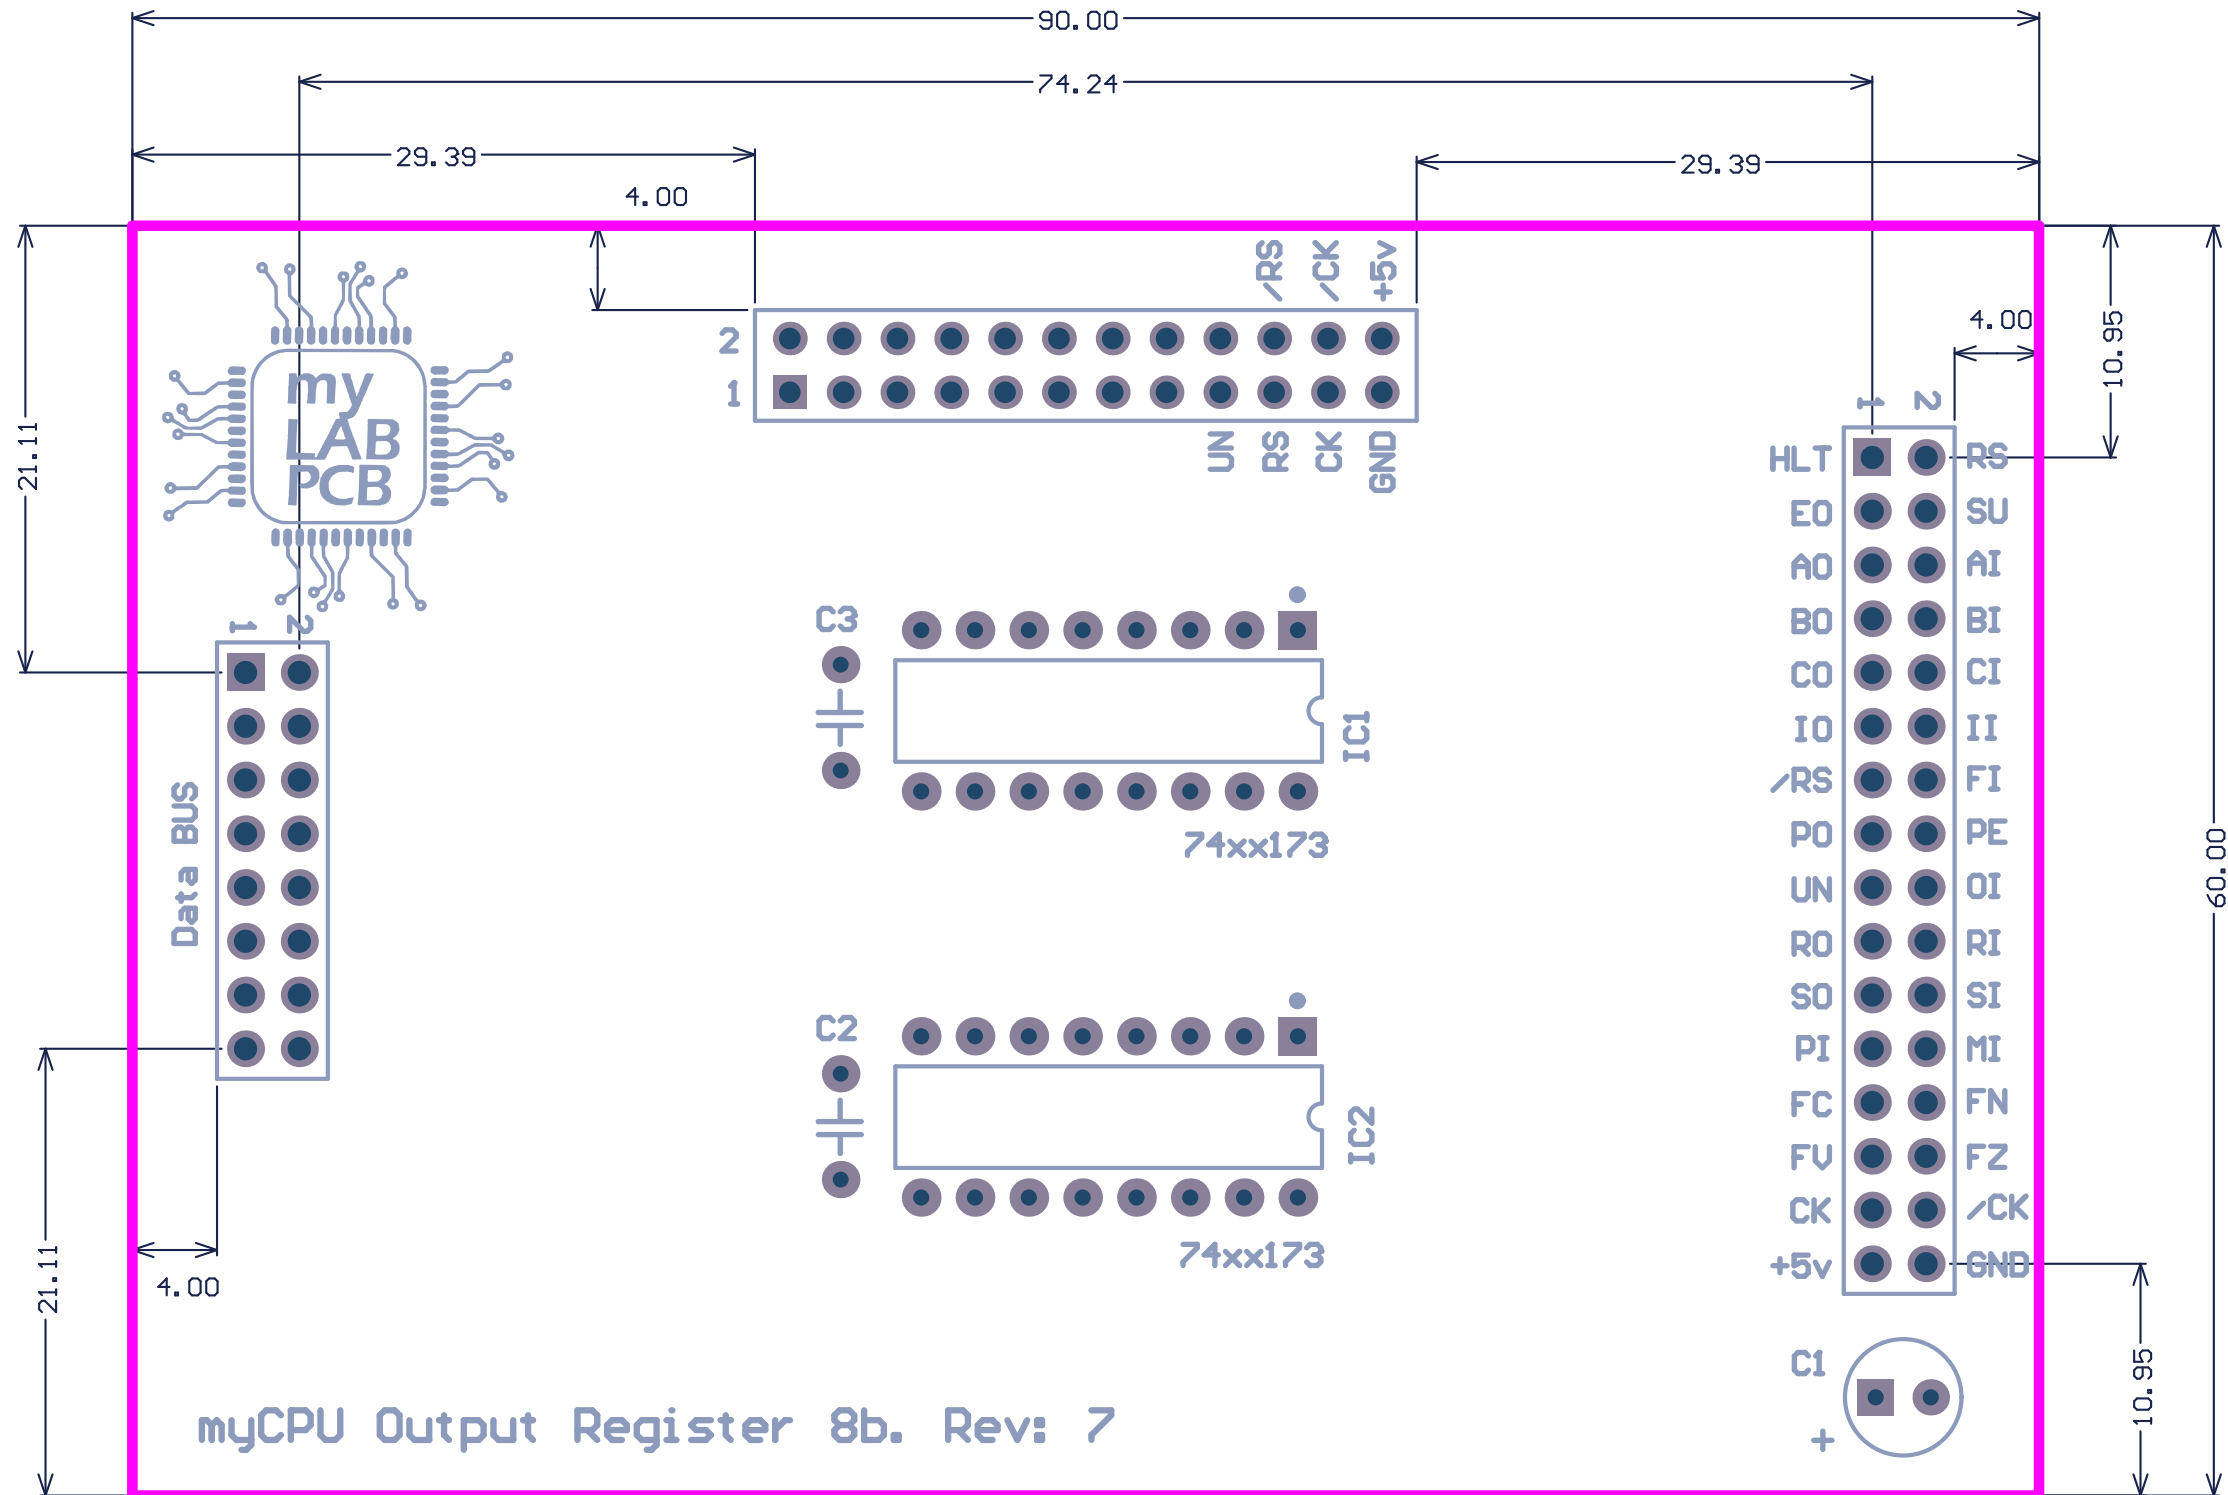 90.00
74.24
29.39
29.39
4.00
/RS
/CK
+5v
2
1
UN
RS
CK
GND
4.00
10.95
21.11
my
LAB
PCB
1
2
1
2
HLT
RS
EO
SU
AO
AI
BO
BI
CO
CI
IO
II
/RS
FI
PO
PE
UN
OI
RO
RI
SO
SI
PI
MI
FC
FN
FV
FZ
CK
/CK
+5v
GND
C3
IC1
74xx173
Data BUS
60.00
C2
IC2
74xx173
21.11
4.00
C1
+
10.95
myCPU Output Register 8b. Rev: 7